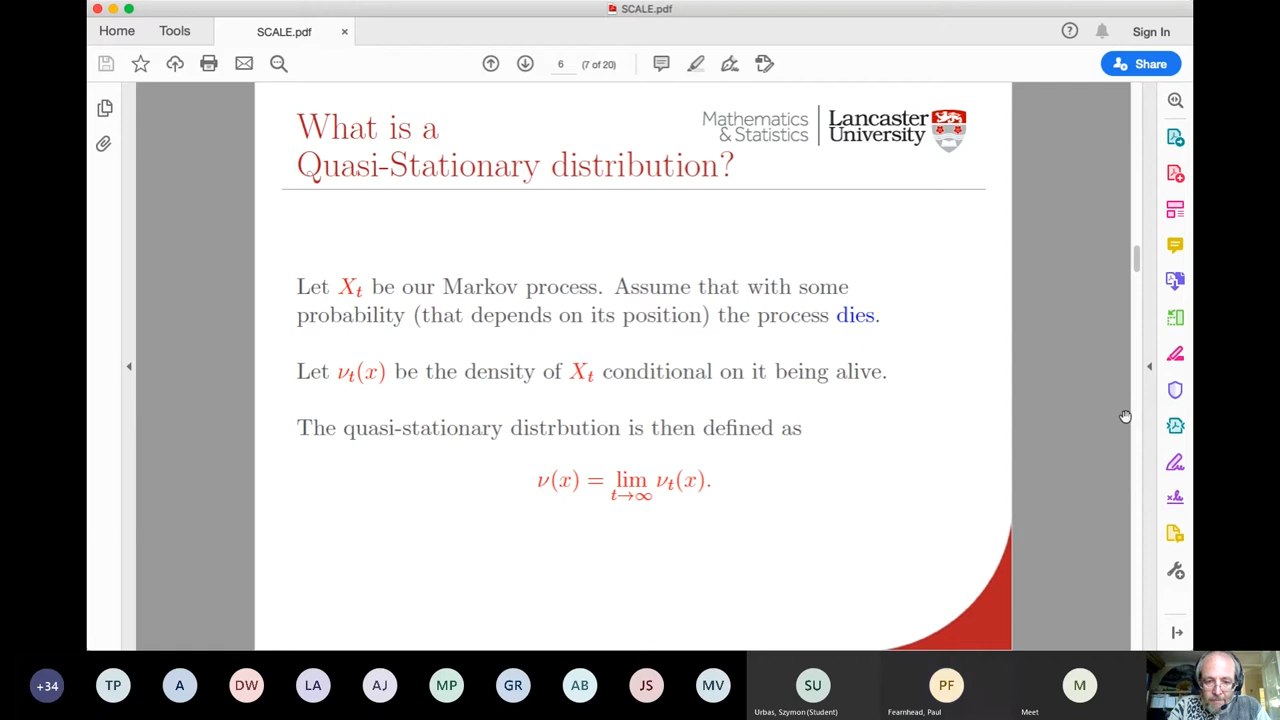 SCALE.pdf
Home
Tools
SCALE.pdf
×
Sign In
6
(7 of 20)
Share
What is a
Quasi-Stationary distribution?
Mathematics
& Statistics
Lancaster
University
Let Xt be our Markov process. Assume that with some
probability (that depends on its position) the process dies.
Let νt(x) be the density of Xt conditional on it being alive.
The quasi-stationary distrbution is then defined as
ν(x) = lim t→∞ νt(x).
+34
TP
A
DW
LA
AJ
MP
GR
AB
JS
MV
SU
PF
M
Urbas, Szymon (Student)
Fearnhead, Paul
Meet